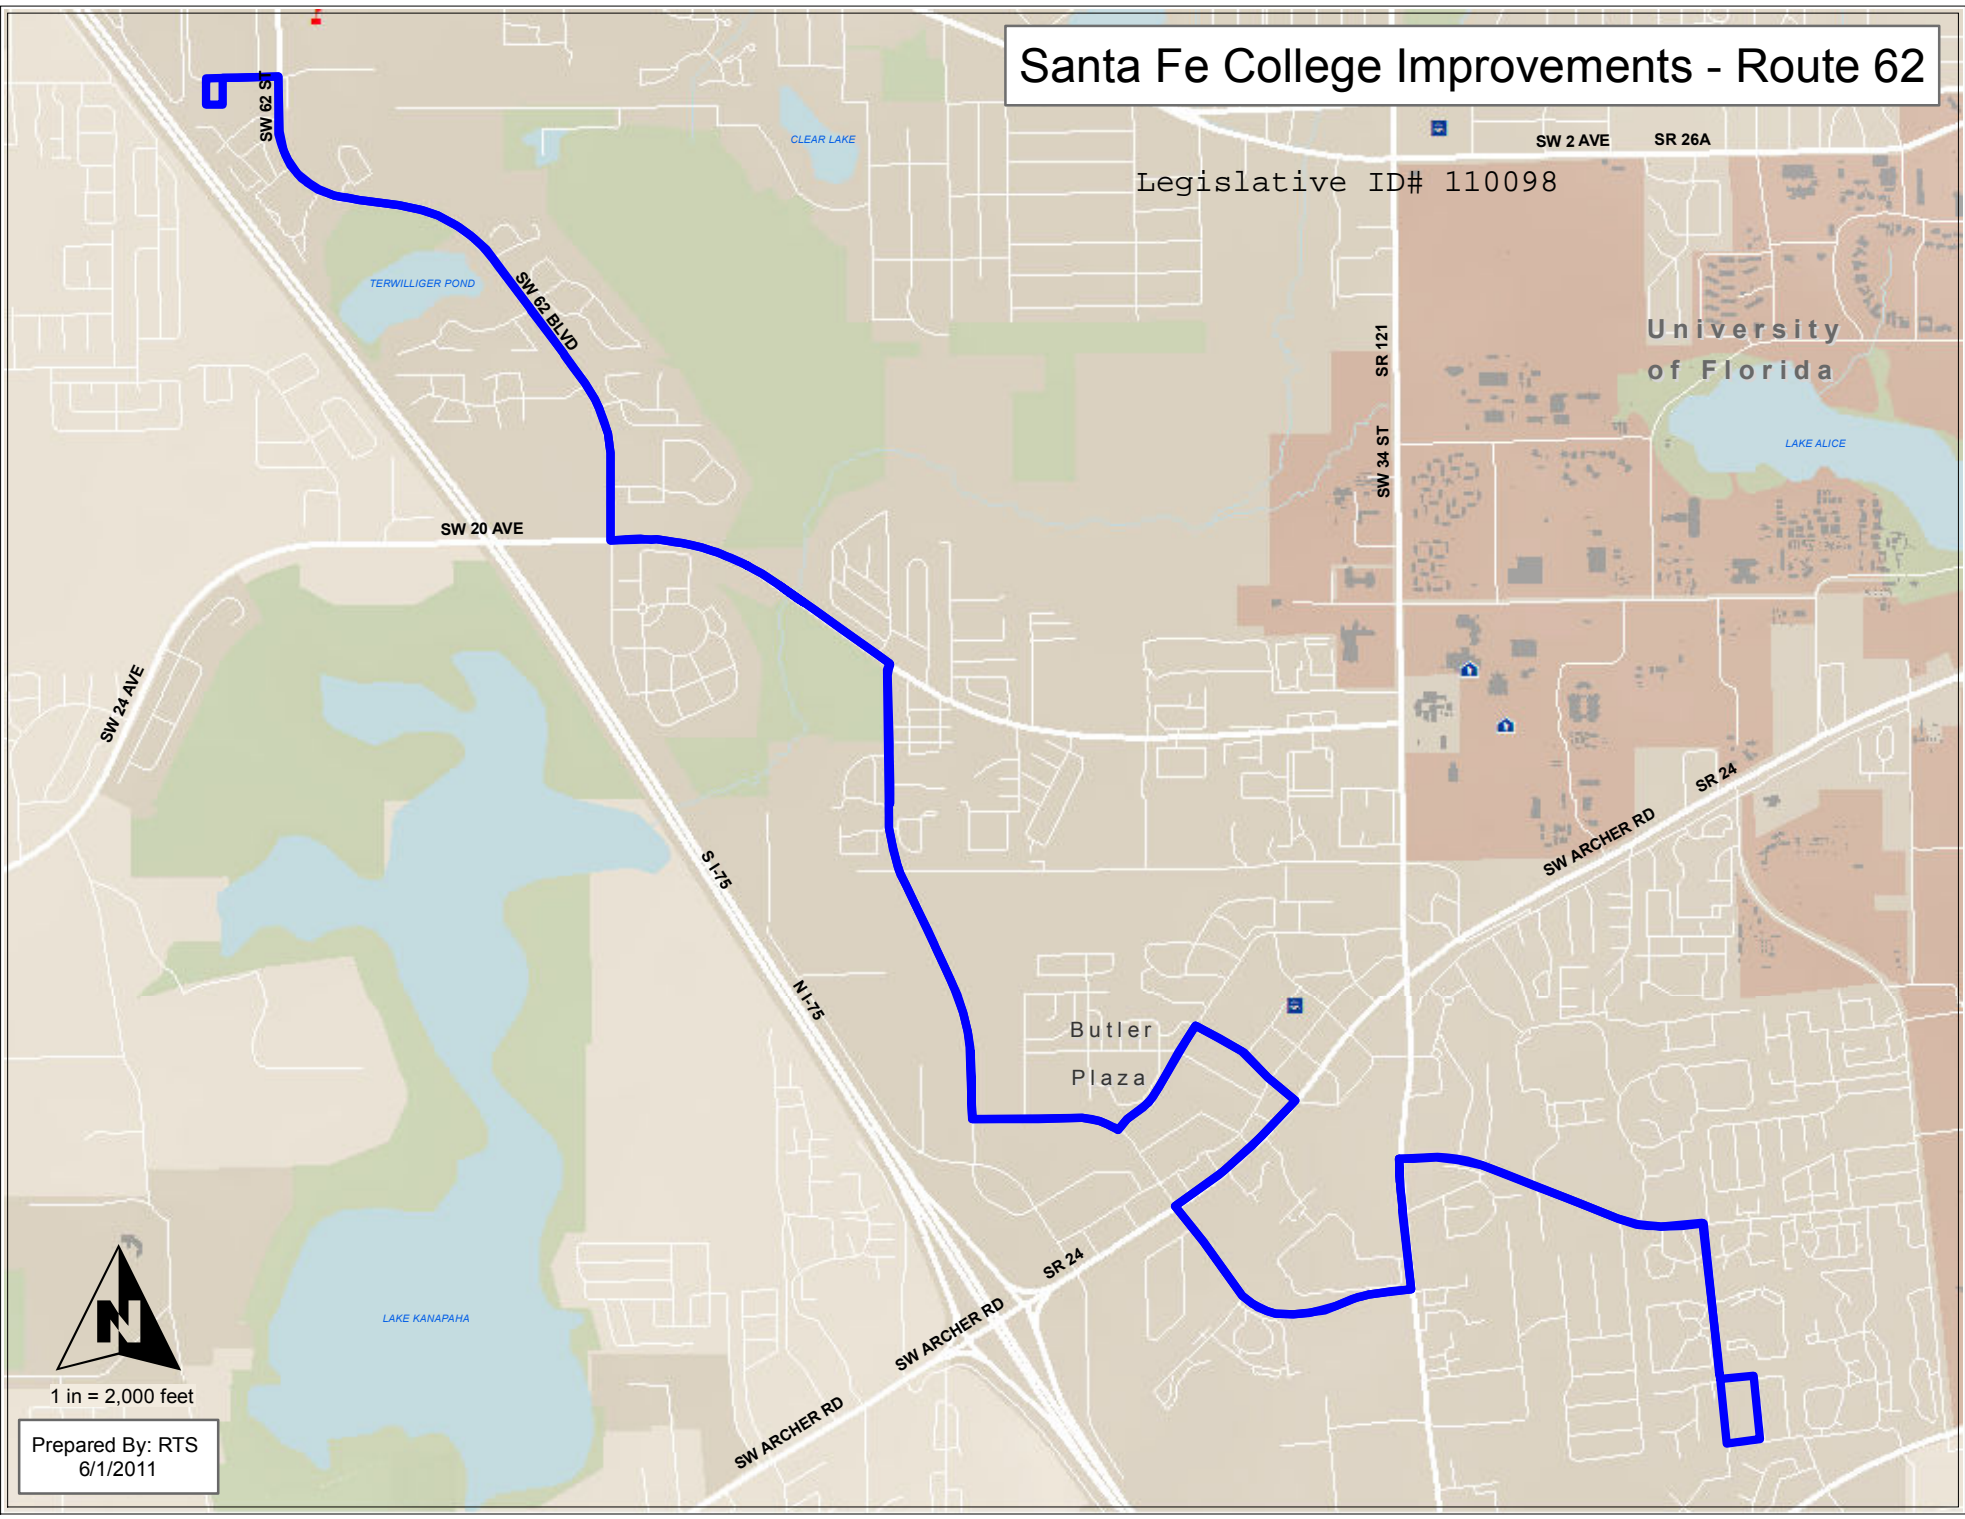 Santa Fe College Improvements - Route 62
SW 62 ST
CLEAR LAKE
SW 2 AVE
SR 26A
Legislative ID# 110098
TERWILLIGER POND
SW 62 BLVD
SR 121
University
of Florida
SW 34 ST
LAKE ALICE
SW 20 AVE
SW 24 AVE
SR 24
SW ARCHER RD
S I-75
N I-75
Butler
Plaza
SR 24
SW ARCHER RD
LAKE KANAPAHA
SW ARCHER RD
N
1 in = 2,000 feet
Prepared By: RTS
6/1/2011